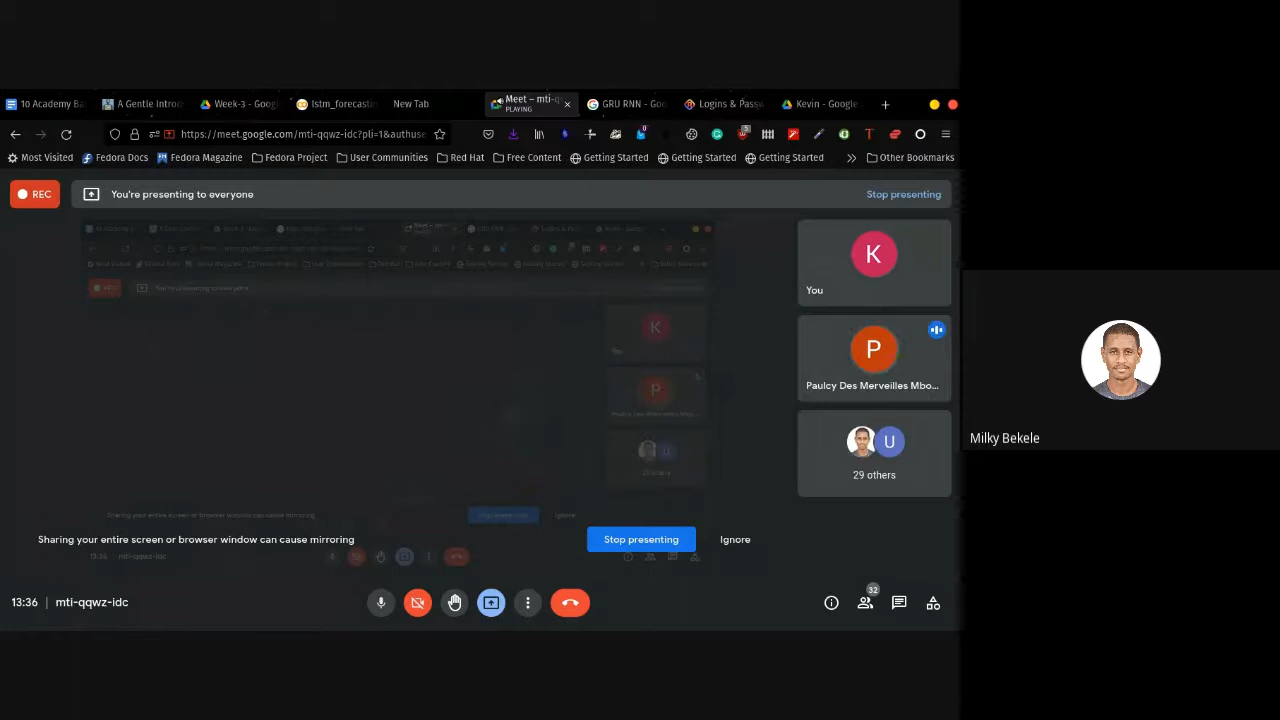 10 Academy Ba
A Gentle Introd
Week-3 - Googl
lstm_forecastin
New Tab
Meet – mti-q
PLAYING
GRU RNN - Goo
Logins & Passw
Kevin - Google
https://meet.google.com/mti-qqwz-idc?pli=1&authuse
Most Visited
Fedora Docs
Fedora Magazine
Fedora Project
User Communities
Red Hat
Free Content
Getting Started
Getting Started
Getting Started
Other Bookmarks
REC
You're presenting to everyone
Stop presenting
K
You
P
Paulcy Des Merveilles Mbo...
U
29 others
Milky Bekele
Sharing your entire screen or browser window can cause mirroring
Stop presenting
Ignore
13:36 | mti-qqwz-idc
32